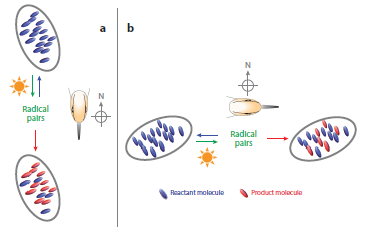 a
b
N
Radical
pairs
N
Radical
pairs
Reactant molecule
Product molecule